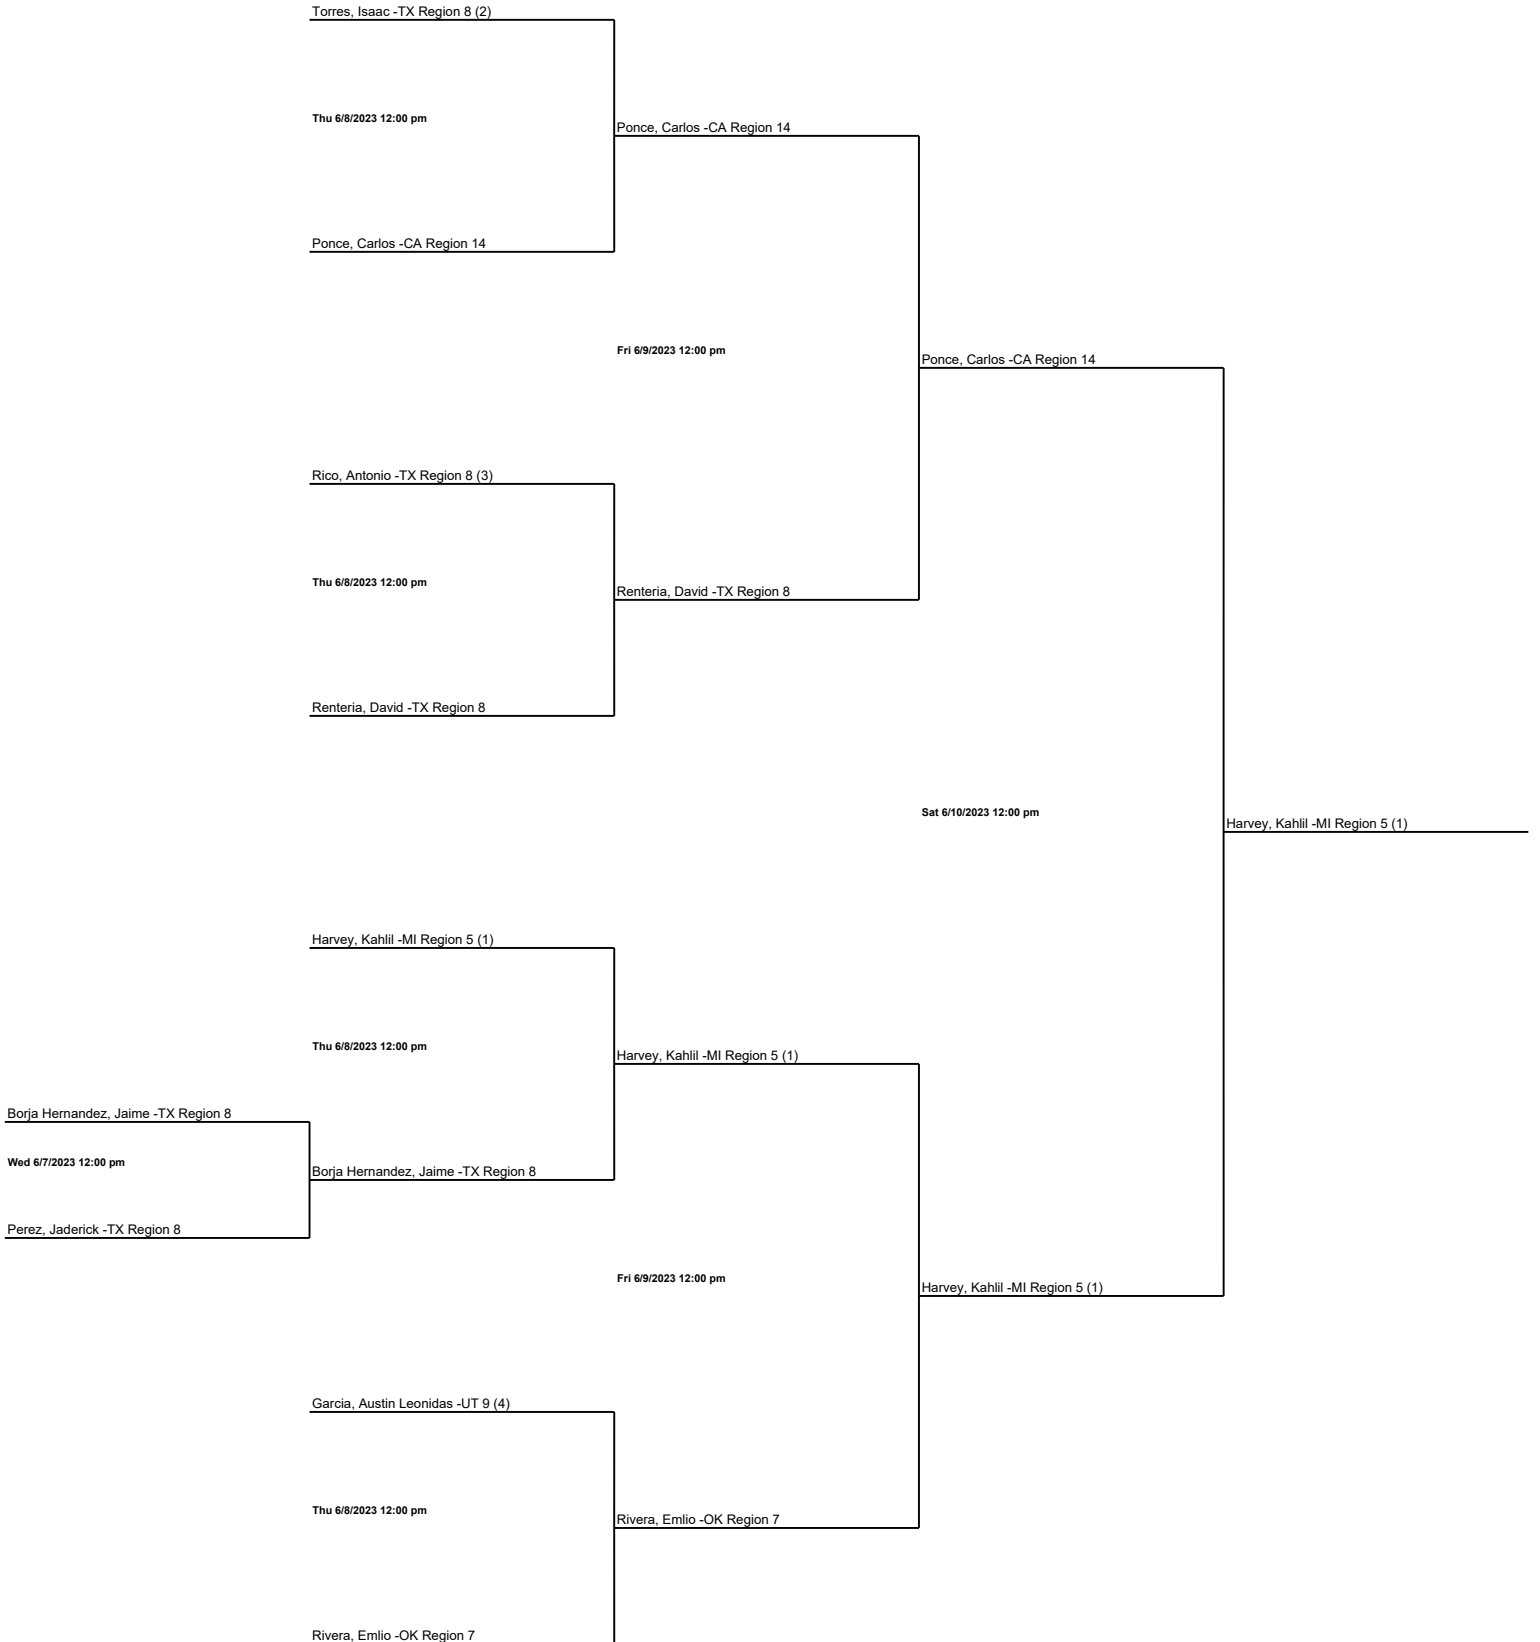 Torres, Isaac -TX Region 8 (2)
Thu 6/8/2023 12:00 pm
Ponce, Carlos -CA Region 14
Ponce, Carlos -CA Region 14
Fri 6/9/2023 12:00 pm
Ponce, Carlos -CA Region 14
Rico, Antonio -TX Region 8 (3)
Thu 6/8/2023 12:00 pm
Renteria, David -TX Region 8
Renteria, David -TX Region 8
Sat 6/10/2023 12:00 pm
Harvey, Kahlil -MI Region 5 (1)
Harvey, Kahlil -MI Region 5 (1)
Thu 6/8/2023 12:00 pm
Harvey, Kahlil -MI Region 5 (1)
Borja Hernandez, Jaime -TX Region 8
Wed 6/7/2023 12:00 pm
Borja Hernandez, Jaime -TX Region 8
Perez, Jaderick -TX Region 8
Fri 6/9/2023 12:00 pm
Harvey, Kahlil -MI Region 5 (1)
Garcia, Austin Leonidas -UT 9 (4)
Thu 6/8/2023 12:00 pm
Rivera, Emlio -OK Region 7
Rivera, Emlio -OK Region 7